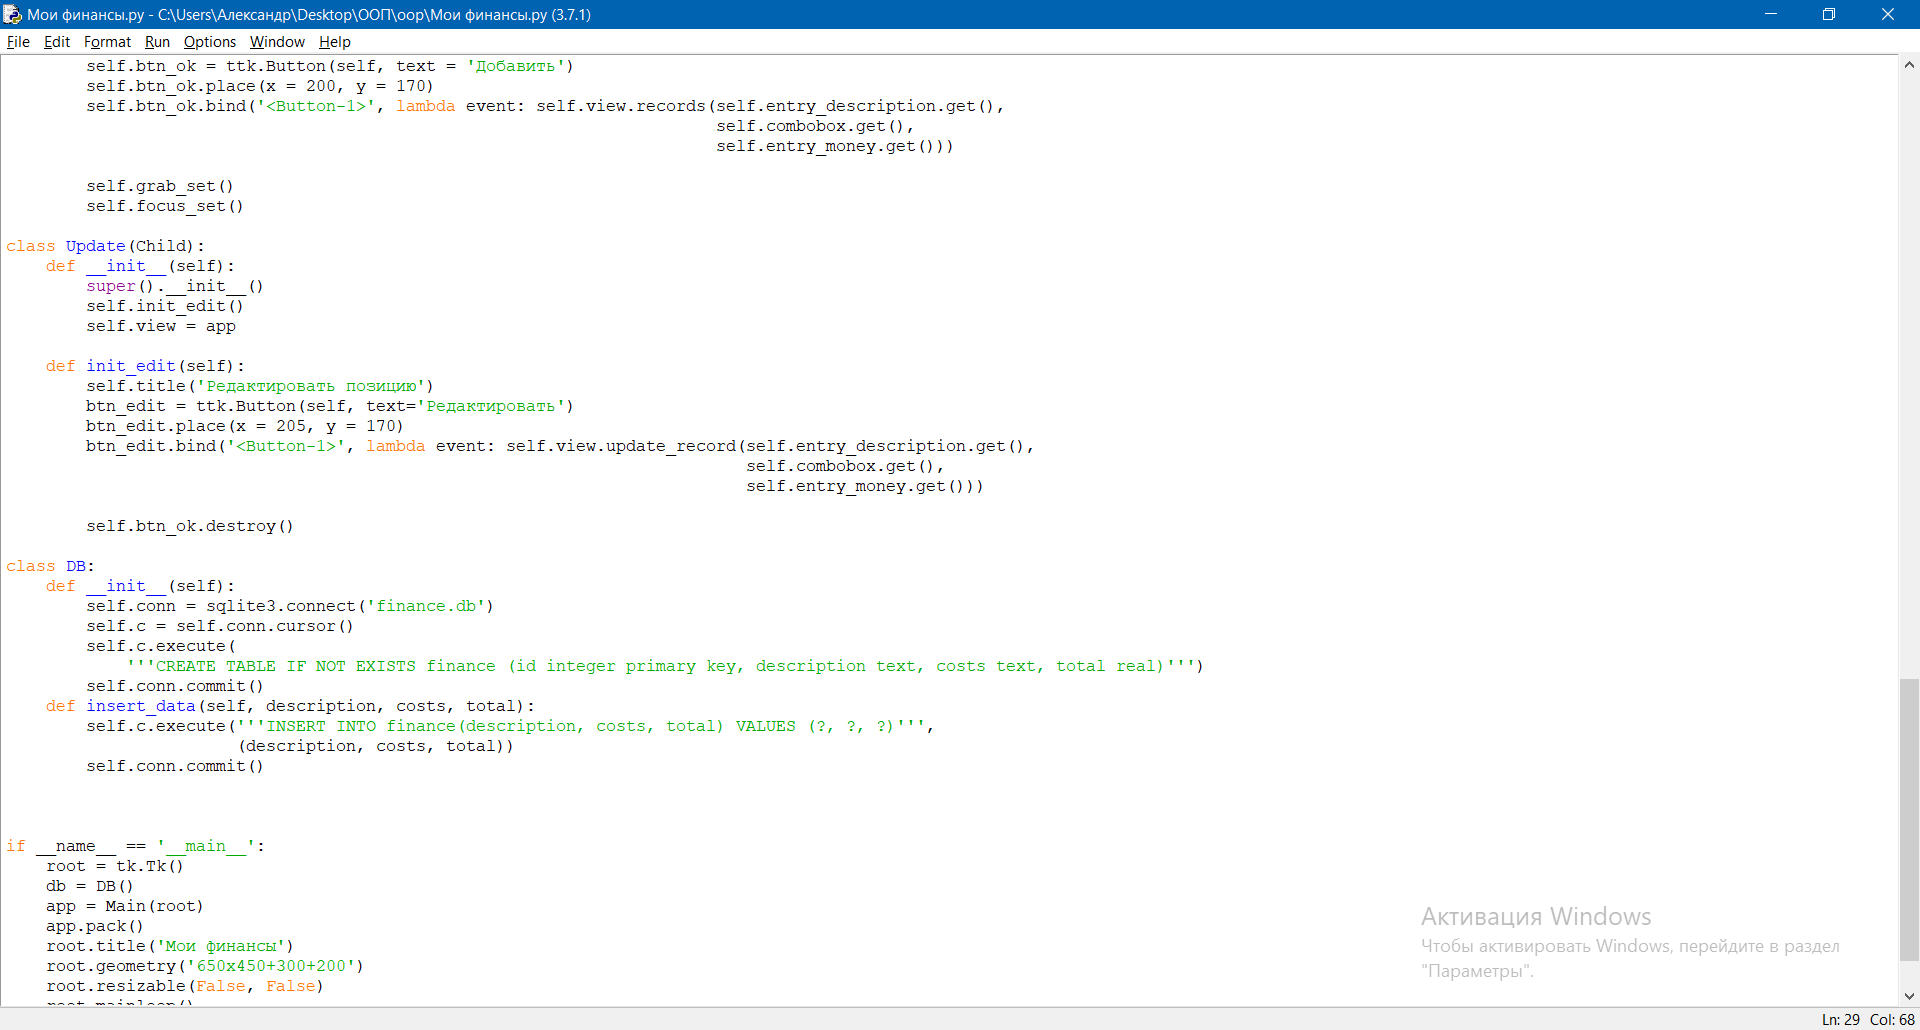 Мои финансы.py - C:\Users\Александр\Desktop\ООП\oop\Мои финансы.py (3.7.1)
File Edit Format Run Options Window Help
        self.btn_ok = ttk.Button(self, text = 'Добавить')
        self.btn_ok.place(x = 200, y = 170)
        self.btn_ok.bind('<Button-1>', lambda event: self.view.records(self.entry_description.get(),
                                                                       self.combobox.get(),
                                                                       self.entry_money.get()))
        self.grab_set()
        self.focus_set()
class Update(Child):
    def __init__(self):
        super().__init__()
        self.init_edit()
        self.view = app
    def init_edit(self):
        self.title('Редактировать позицию')
        btn_edit = ttk.Button(self, text='Редактировать')
        btn_edit.place(x = 205, y = 170)
        btn_edit.bind('<Button-1>', lambda event: self.view.update_record(self.entry_description.get(),
                                                                          self.combobox.get(),
                                                                          self.entry_money.get()))
        self.btn_ok.destroy()
class DB:
    def __init__(self):
        self.conn = sqlite3.connect('finance.db')
        self.c = self.conn.cursor()
        self.c.execute(
            '''CREATE TABLE IF NOT EXISTS finance (id integer primary key, description text, costs text, total real)''')
        self.conn.commit()
    def insert_data(self, description, costs, total):
        self.c.execute('''INSERT INTO finance(description, costs, total) VALUES (?, ?, ?)''',
                       (description, costs, total))
        self.conn.commit()
if __name__ == '__main__':
    root = tk.Tk()
    db = DB()
    app = Main(root)
    app.pack()
    root.title('Мои финансы')
    root.geometry('650x450+300+200')
    root.resizable(False, False)
    root.mainloop()
Активация Windows
Чтобы активировать Windows, перейдите в раздел
"Параметры".
Ln: 29 Col: 68